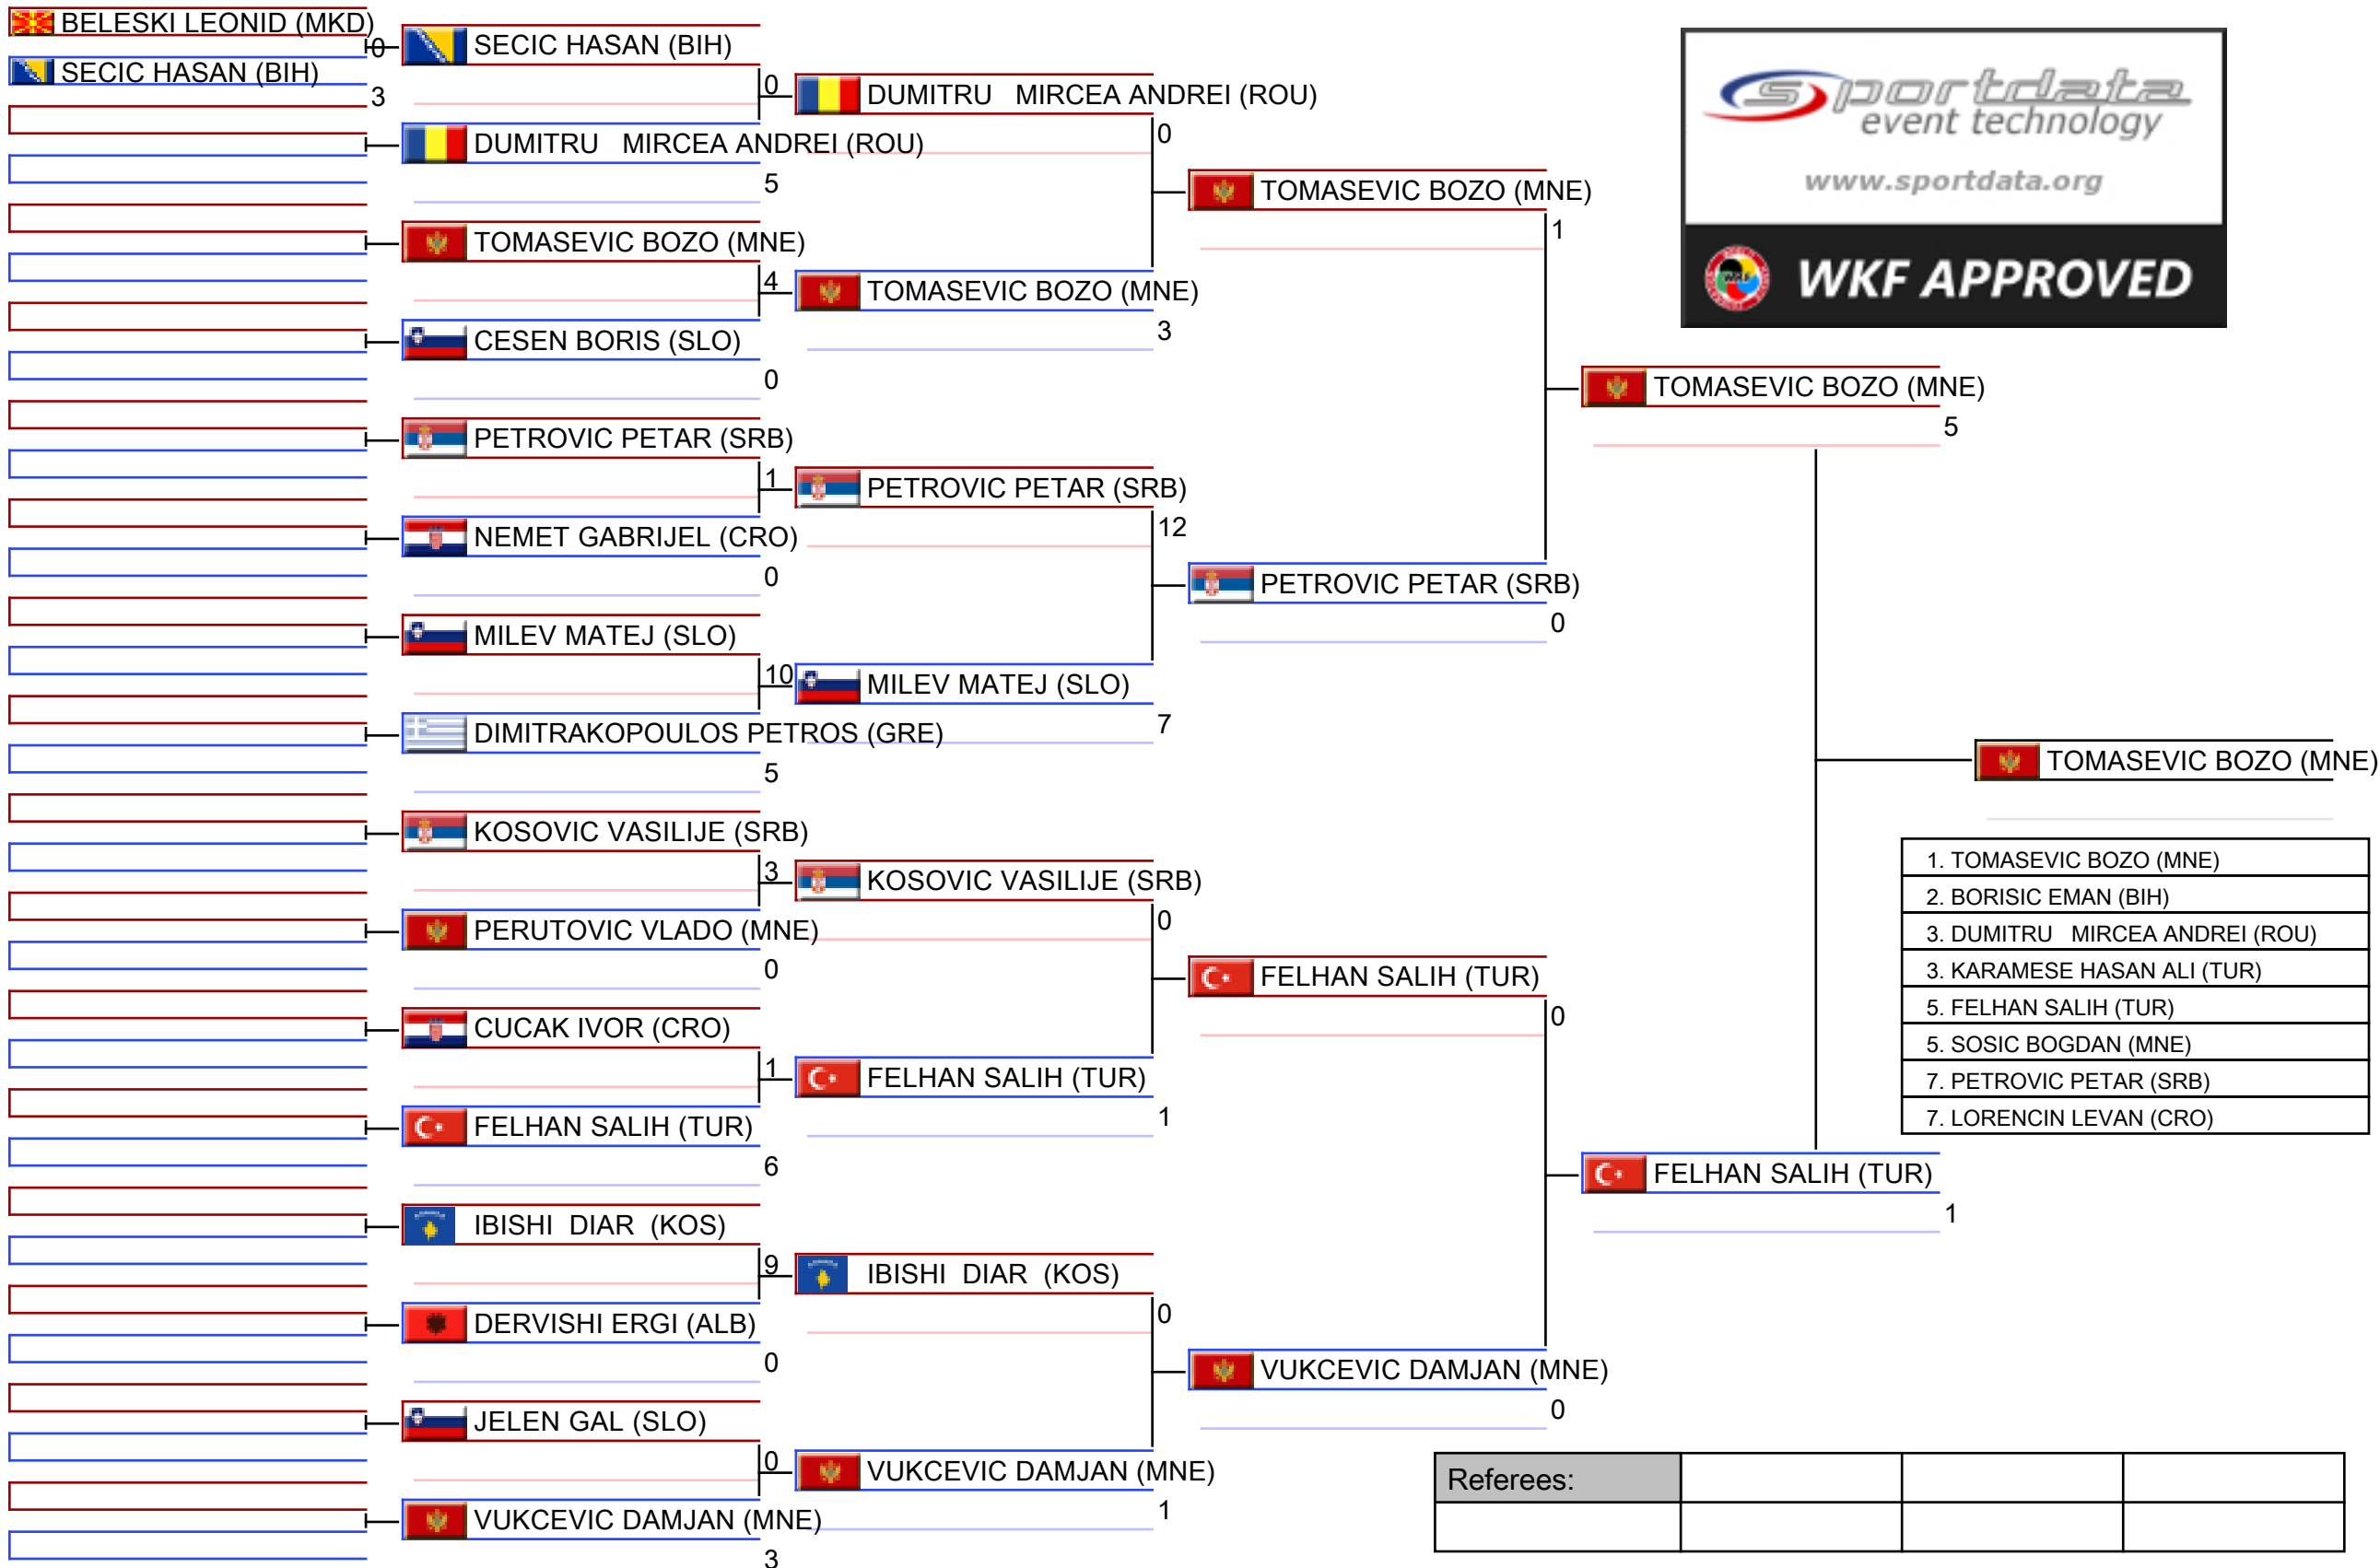 BELESKI LEONID (MKD)
0
SECIC HASAN (BIH)
3
SECIC HASAN (BIH)
0
DUMITRU MIRCEA ANDREI (ROU)
5
TOMASEVIC BOZO (MNE)
4
CESEN BORIS (SLO)
0
PETROVIC PETAR (SRB)
1
NEMET GABRIJEL (CRO)
0
MILEV MATEJ (SLO)
10
DIMITRAKOPOULOS PETROS (GRE)
5
KOSOVIC VASILIJE (SRB)
3
PERUTOVIC VLADO (MNE)
0
CUCAK IVOR (CRO)
1
FELHAN SALIH (TUR)
6
IBISHI DIAR (KOS)
9
DERVISHI ERGI (ALB)
0
JELEN GAL (SLO)
0
VUKCEVIC DAMJAN (MNE)
3
DUMITRU MIRCEA ANDREI (ROU)
0
TOMASEVIC BOZO (MNE)
3
PETROVIC PETAR (SRB)
12
MILEV MATEJ (SLO)
7
KOSOVIC VASILIJE (SRB)
0
FELHAN SALIH (TUR)
1
IBISHI DIAR (KOS)
0
VUKCEVIC DAMJAN (MNE)
1
TOMASEVIC BOZO (MNE)
1
PETROVIC PETAR (SRB)
0
FELHAN SALIH (TUR)
0
VUKCEVIC DAMJAN (MNE)
0
TOMASEVIC BOZO (MNE)
5
FELHAN SALIH (TUR)
1
TOMASEVIC BOZO (MNE)
sportdata
event technology
www.sportdata.org
WKF APPROVED
1. TOMASEVIC BOZO (MNE)
2. BORISIC EMAN (BIH)
3. DUMITRU MIRCEA ANDREI (ROU)
3. KARAMESE HASAN ALI (TUR)
5. FELHAN SALIH (TUR)
5. SOSIC BOGDAN (MNE)
7. PETROVIC PETAR (SRB)
7. LORENCIN LEVAN (CRO)
Referees: